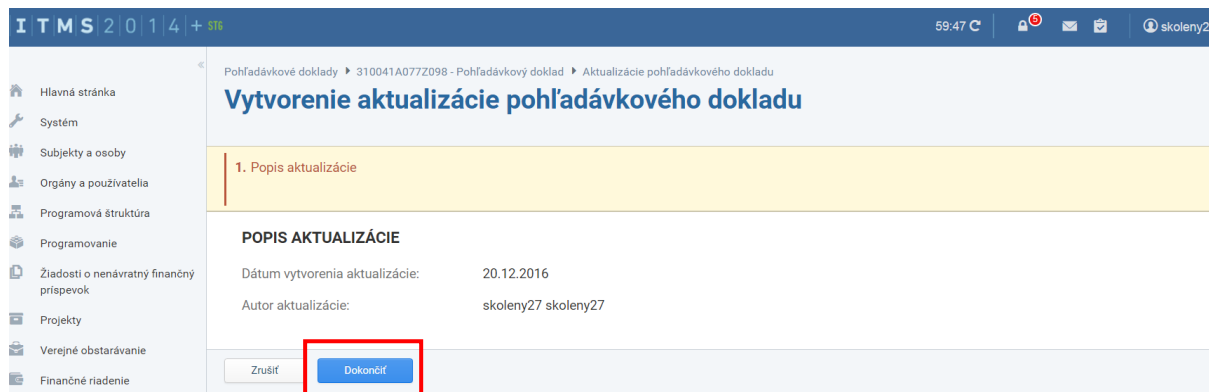 ITMS2014+ STG
59:47
5
skoleny2
Pohľadávkové doklady
310041A077Z098 - Pohľadávkový doklad
Aktualizácie pohľadávkového dokladu
Vytvorenie aktualizácie pohľadávkového dokladu
Hlavná stránka
Systém
Subjekty a osoby
Orgány a používatelia
Programová štruktúra
Programovanie
Žiadosti o nenávratný finančný
príspevok
Projekty
Verejné obstarávanie
Finančné riadenie
1. Popis aktualizácie
POPIS AKTUALIZÁCIE
Dátum vytvorenia aktualizácie: 20.12.2016
Autor aktualizácie: skoleny27 skoleny27
Zrušiť
Dokončiť